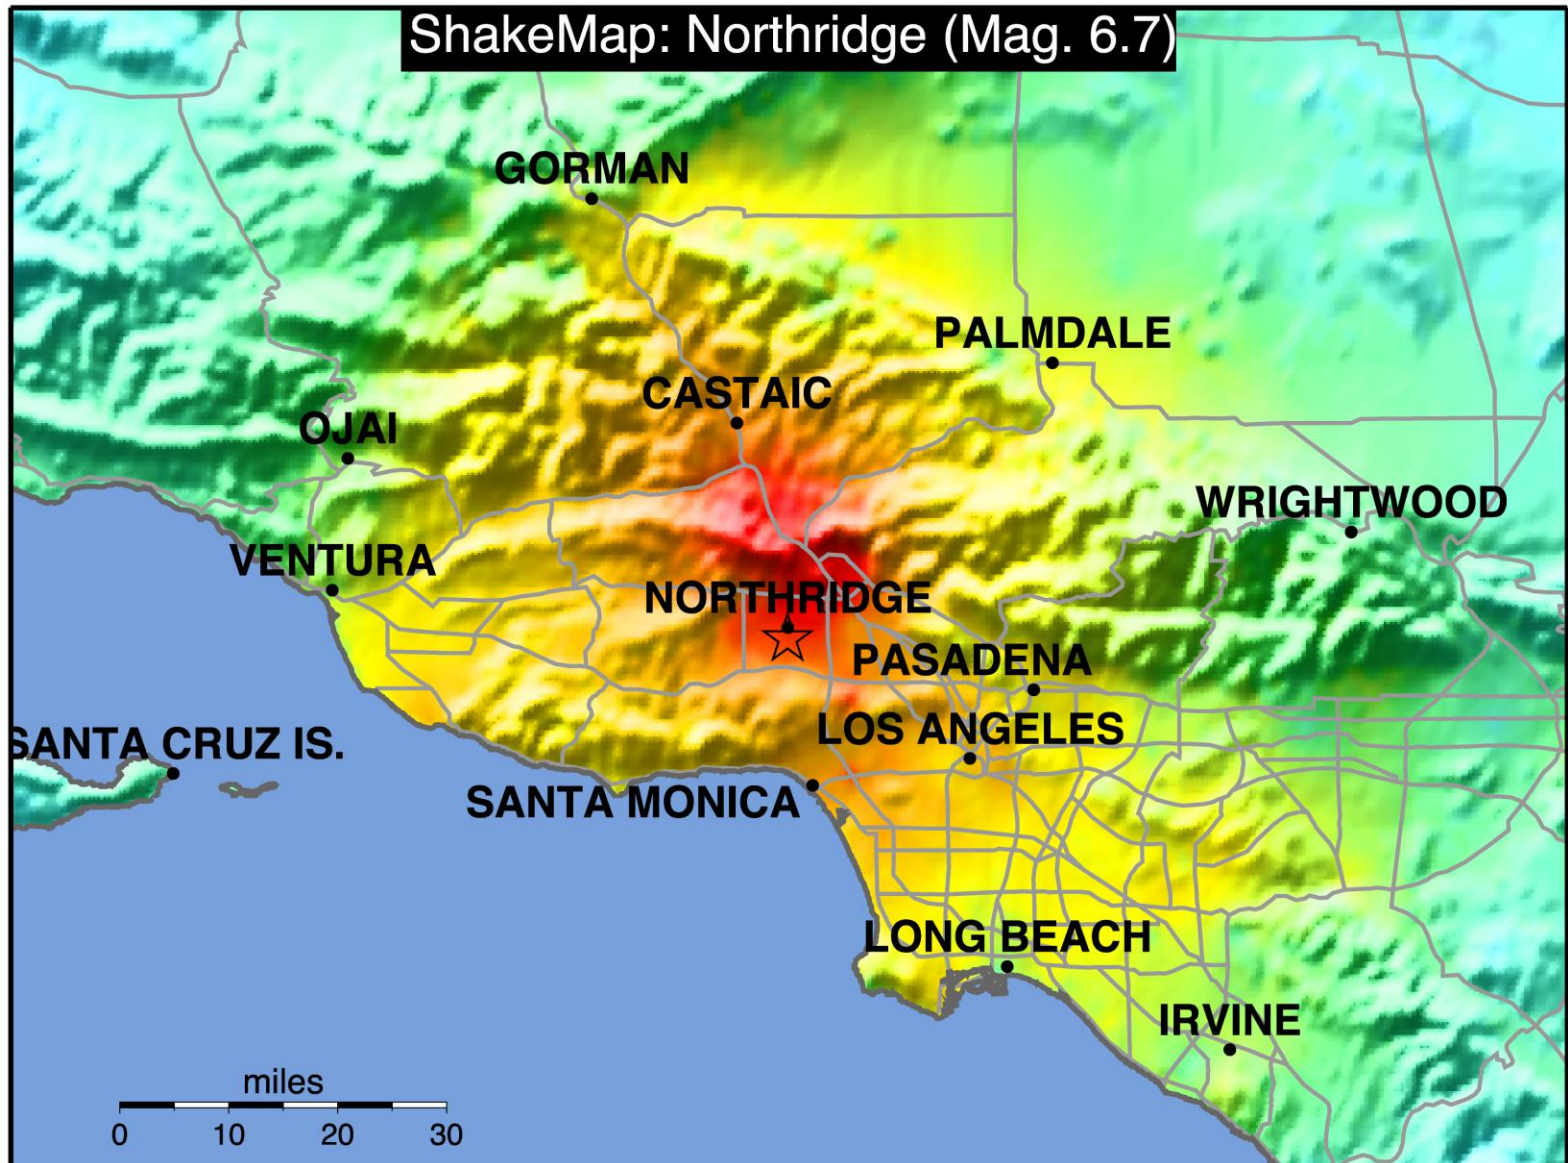 ShakeMap: Northridge (Mag. 6.7)
GORMAN
PALMDALE
CASTAIC
OJAI
WRIGHTWOOD
VENTURA
NORTHRIDGE
PASADENA
LOS ANGELES
SANTA CRUZ IS.
SANTA MONICA
LONG BEACH
IRVINE
miles
0 10 20 30